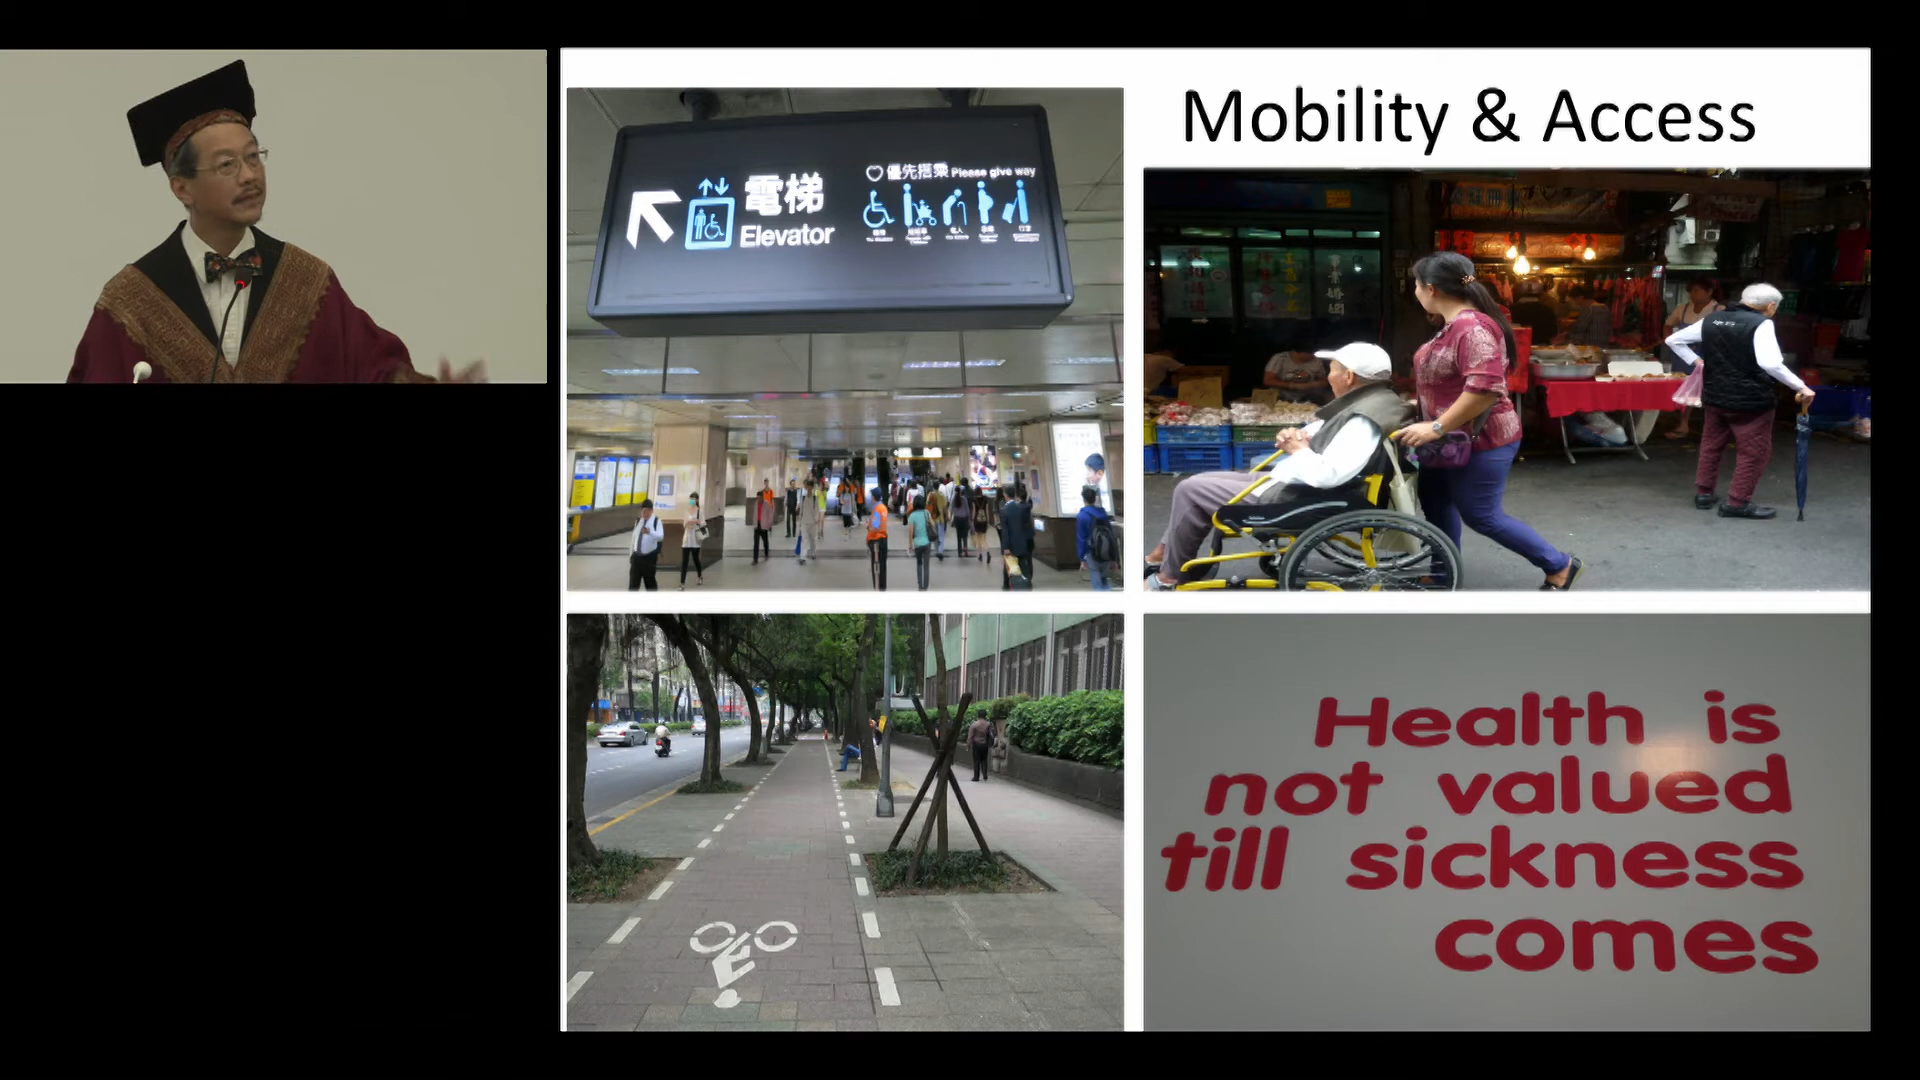 Mobility & Access
電梯
Elevator
優先搭乘 Please give way
Health is
not valued
till sickness
comes